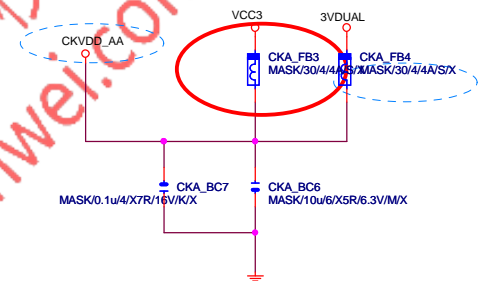 VCC3
3VDUAL
CKVDD_AA
CKA_FB3
MASK/30/4/4A/S/X
CKA_FB4
MASK/30/4/4A/S/X
CKA_BC7
MASK/0.1u/4/X7R/16V/K/X
CKA_BC6
MASK/10u/6/X5R/6.3V/M/X